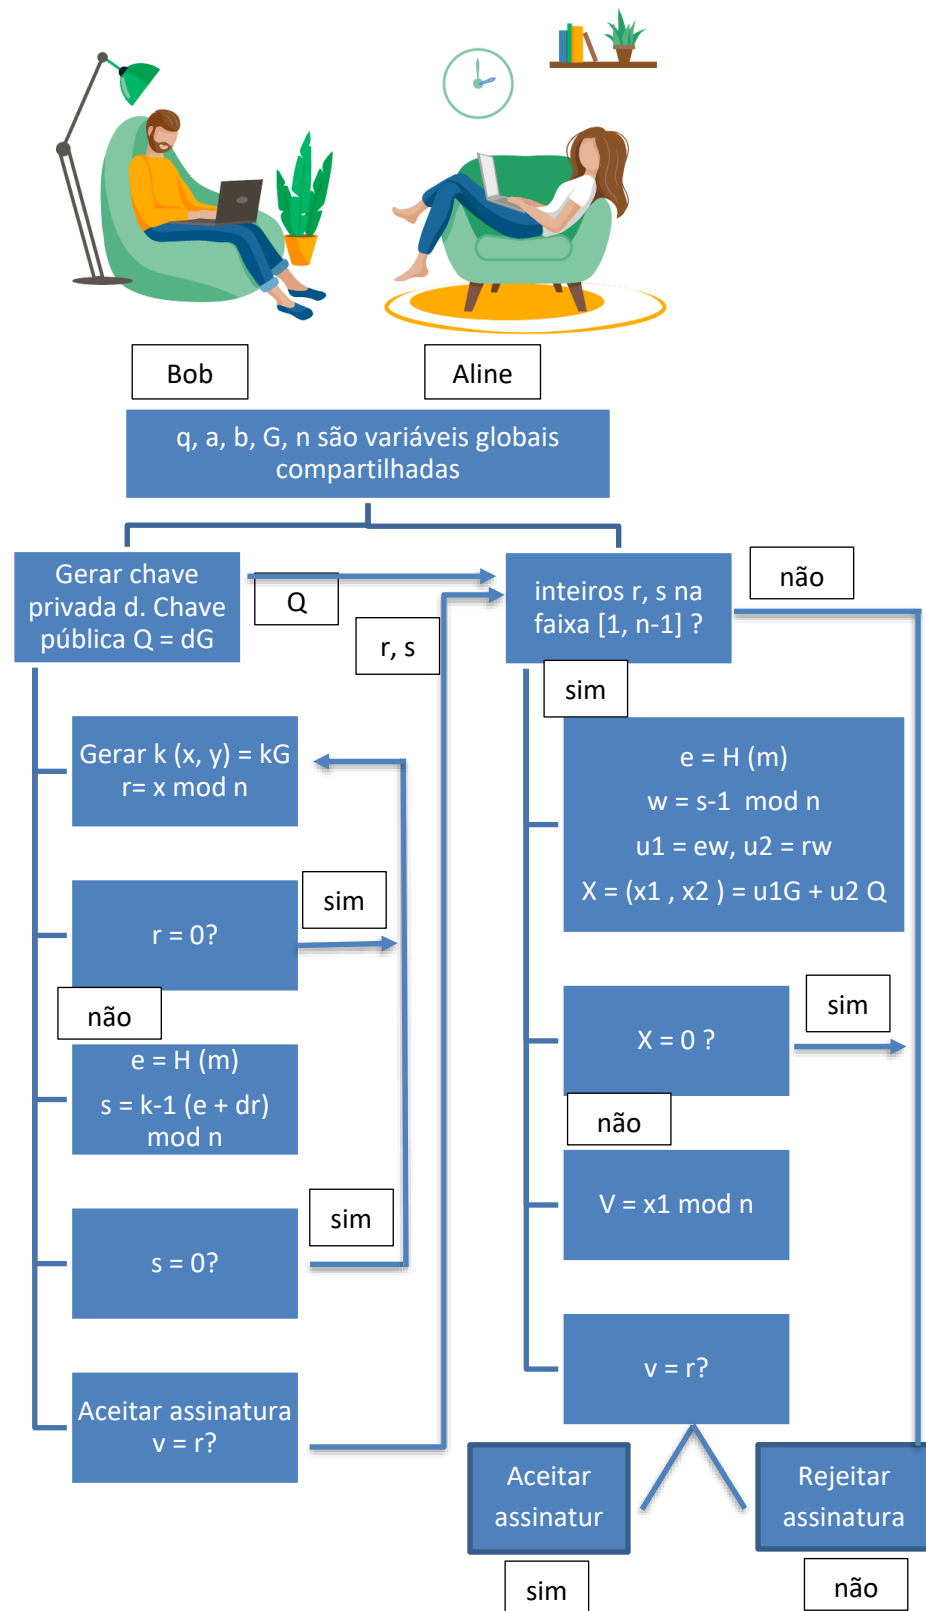 Bob
Aline
q, a, b, G, n são variáveis globais
compartilhadas
Gerar chave
privada d. Chave
pública Q = dG
Q
r, s
inteiros r, s na
faixa [1, n-1] ?
não
sim
Gerar k (x, y) = kG
r= x mod n
r = 0?
sim
não
e = H (m)
s = k-1 (e + dr)
mod n
s = 0?
sim
Aceitar assinatura
v = r?
e = H (m)
w = s-1 mod n
u1 = ew, u2 = rw
X = (x1 , x2 ) = u1G + u2 Q
X = 0 ?
sim
não
V = x1 mod n
v = r?
Aceitar
assinatur
sim
Rejeitar
assinatura
não